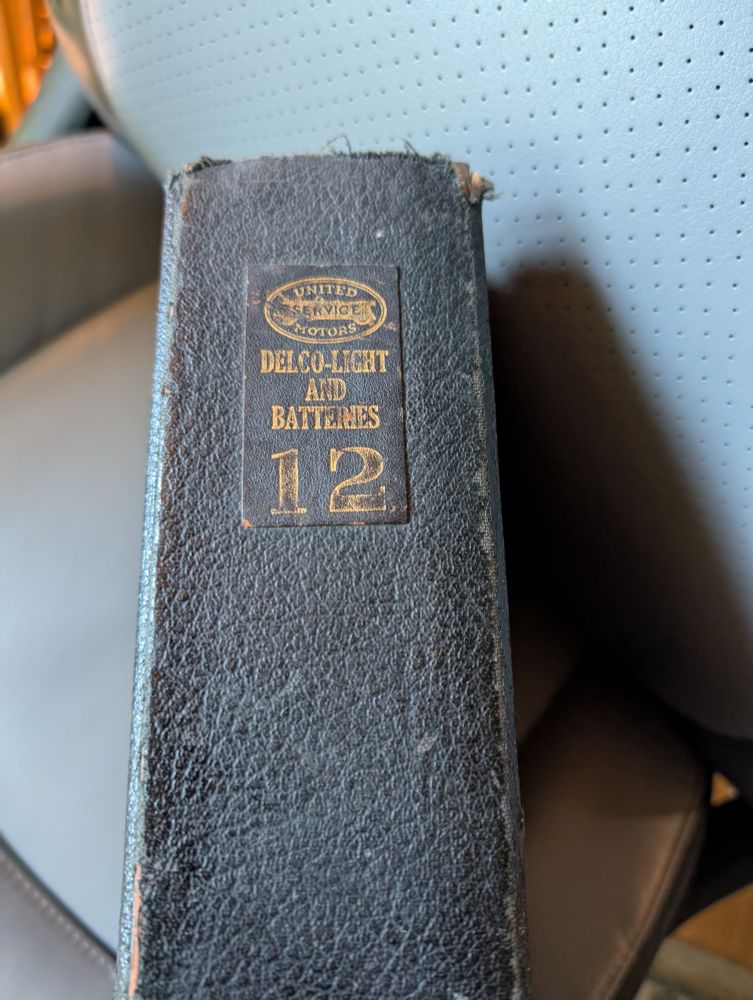 UNITED
SERVICE
MOTORS
DELCO-LIGHT
AND
BATTERIES
12